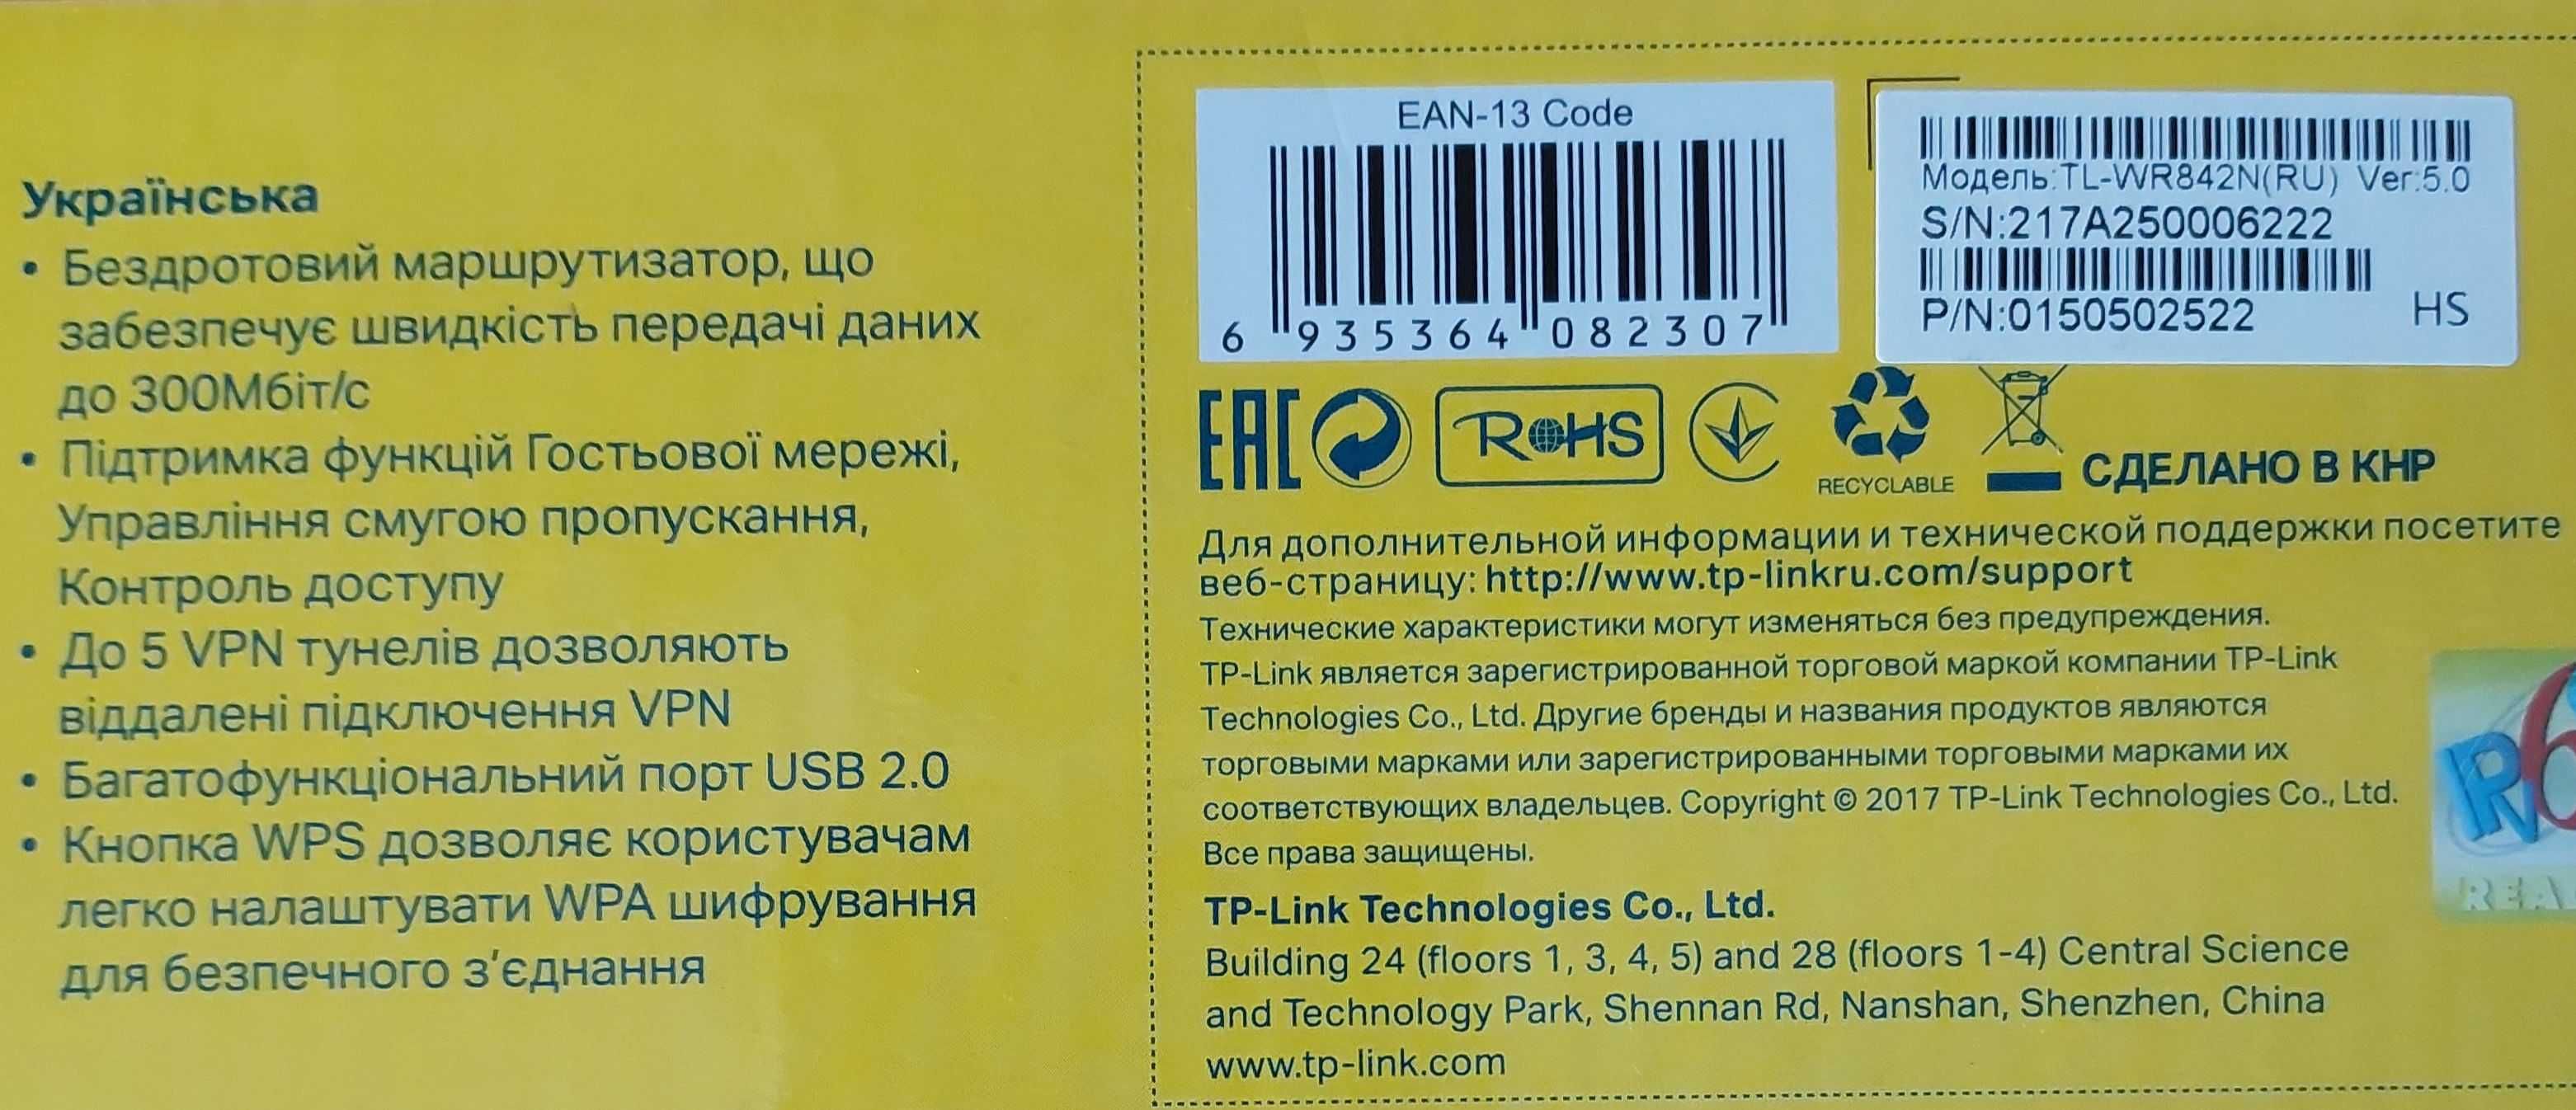 Українська
• Бездротовий маршрутизатор, що
забезпечує швидкість передачі даних
до 300Мбіт/с
• Підтримка функцій Гостьової мережі,
Управління смугою пропускання,
Контроль доступу
• До 5 VPN тунелів дозволяють
віддалені підключення VPN
• Багатофункціональний порт USB 2.0
• Кнопка WPS дозволяє користувачам
легко налаштувати WPA шифрування
для безпечного з'єднання
EAN-13 Code
6 935364 082307
Модель:TL-WR842N(RU) Ver:5.0
S/N:217A250006222
P/N:0150502522 HS
EAC RoHS
RECYCLABLE
СДЕЛАНО В КНР
Для дополнительной информации и технической поддержки посетите
веб-страницу: http://www.tp-linkru.com/support
Технические характеристики могут изменяться без предупреждения.
TP-Link является зарегистрированной торговой маркой компании TP-Link
Technologies Co., Ltd. Другие бренды и названия продуктов являются
торговыми марками или зарегистрированными торговыми марками их
соответствующих владельцев. Copyright © 2017 TP-Link Technologies Co., Ltd.
Все права защищены.
TP-Link Technologies Co., Ltd.
Building 24 (floors 1, 3, 4, 5) and 28 (floors 1-4) Central Science
and Technology Park, Shennan Rd, Nanshan, Shenzhen, China
www.tp-link.com